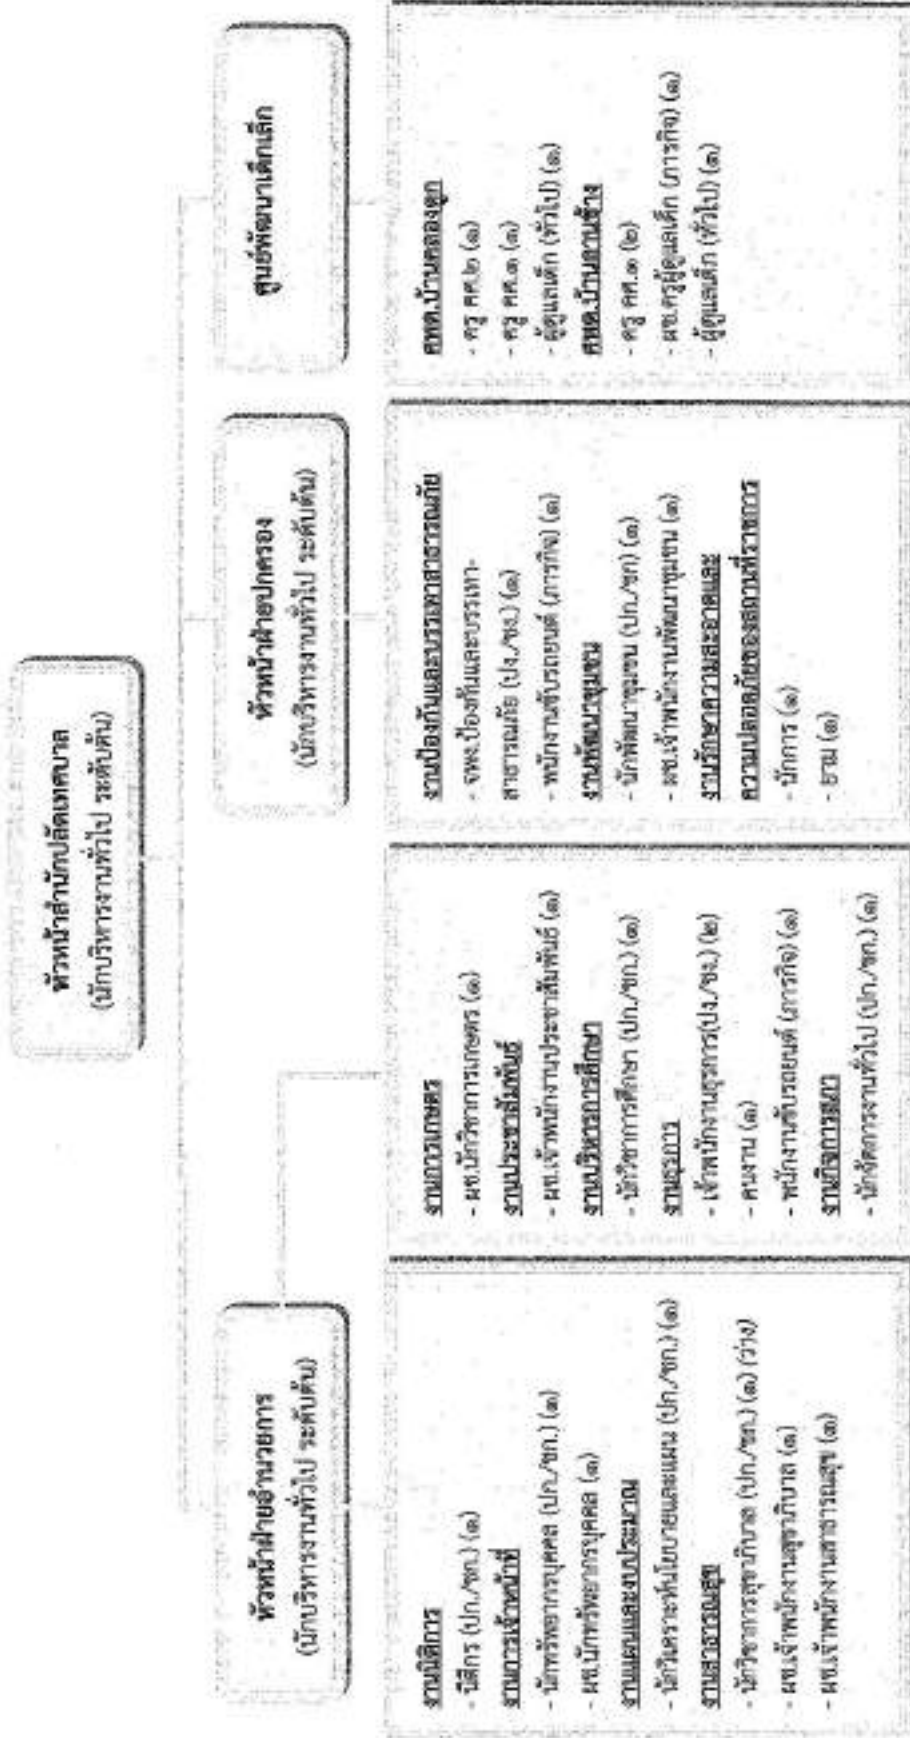 หัวหน้าสำนักปลัดเทศบาล
(นักบริหารงานทั่วไป ระดับต้น)
หัวหน้าฝ่ายอำนวยการ
(นักบริหารงานทั่วไป ระดับต้น)
หัวหน้าฝ่ายปกครอง
(นักบริหารงานทั่วไป ระดับต้น)
ศูนย์พัฒนาเด็กเล็ก
งานนิติการ
- นิติกร (ปก./ชก.) (๑)
งานการเจ้าหน้าที่
- นักทรัพยากรบุคคล (ปก./ชก.) (๑)
- ผช.นักทรัพยากรบุคคล (๑)
งานแผนและงบประมาณ
- นักวิเคราะห์นโยบายและแผน (ปก./ชก.) (๑)
งานสาธารณสุข
- นักวิชาการสุขาภิบาล (ปก./ชก.) (๑) (ว่าง)
- ผช.เจ้าพนักงานสุขาภิบาล (๑)
- ผช.เจ้าพนักงานสาธารณสุข (๑)
งานการเกษตร
- ผช.นักวิชาการเกษตร (๑)
งานประชาสัมพันธ์
- ผช.เจ้าพนักงานประชาสัมพันธ์ (๑)
งานบริหารการศึกษา
- นักวิชาการศึกษา (ปก./ชก.) (๑)
งานธุรการ
- เจ้าพนักงานธุรการ(ปง./ชง.) (๒)
- คนงาน (๑)
- พนักงานขับรถยนต์ (ภารกิจ) (๑)
งานกิจการสภา
- นักจัดการงานทั่วไป (ปก./ชก.) (๑)
งานป้องกันและบรรเทาสาธารณภัย
- จพง.ป้องกันและบรรเทา-
สาธารณภัย (ปง./ชง.) (๑)
- พนักงานขับรถยนต์ (ภารกิจ) (๑)
งานพัฒนาชุมชน
- นักพัฒนาชุมชน (ปก./ชก) (๑)
- ผช.เจ้าพนักงานพัฒนาชุมชน (๑)
งานรักษาความสะอาดและ
ความปลอดภัยของสถานที่ราชการ
- นักการ (๑)
- ยาม (๑)
ศพด.บ้านคลองตูก
- ครู คศ.๒ (๑)
- ครู คศ.๑ (๑)
- ผู้ดูแลเด็ก (ทั่วไป) (๑)
ศพด.บ้านลานช้าง
- ครู คศ.๑ (๒)
- ผช.ครูผู้ดูแลเด็ก (ภารกิจ) (๑)
- ผู้ดูแลเด็ก (ทั่วไป) (๑)